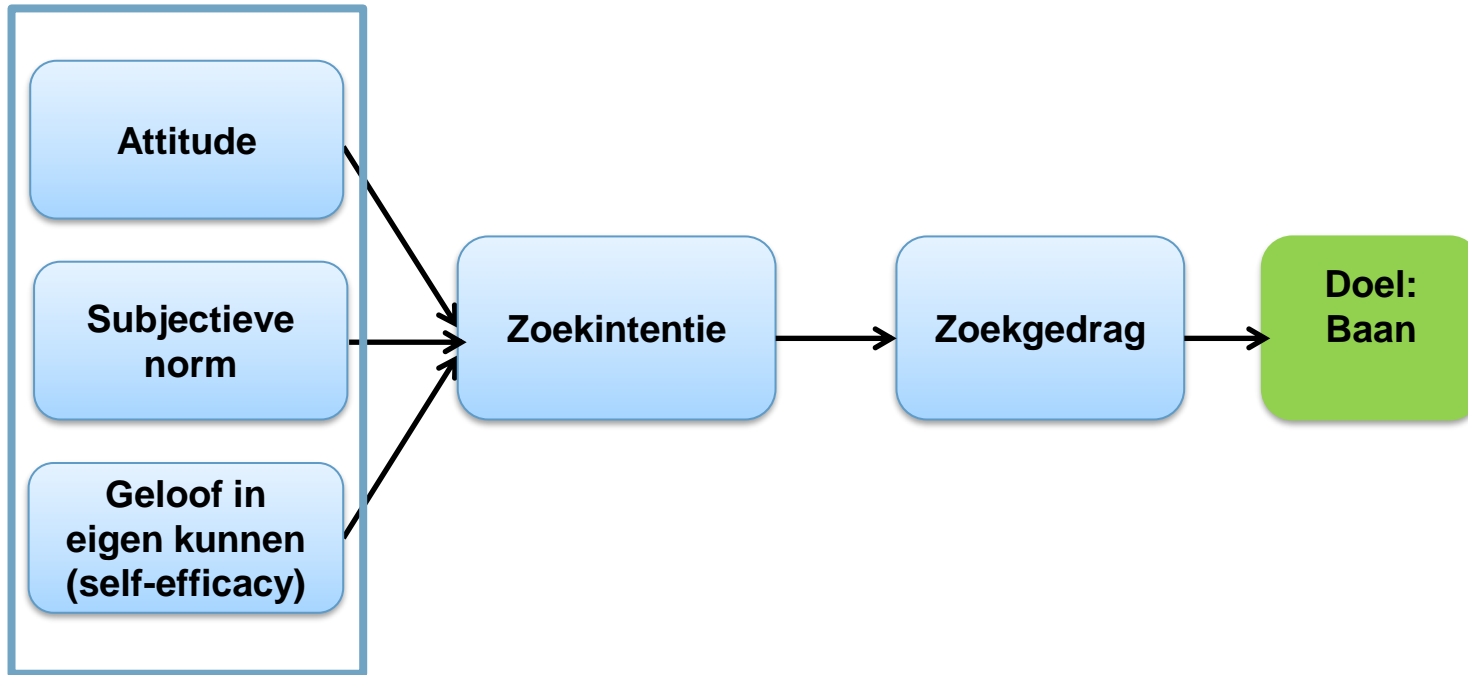 Attitude
Subjectieve
norm
Geloof in
eigen kunnen
(self-efficacy)
Zoekintentie
Zoekgedrag
Doel:
Baan